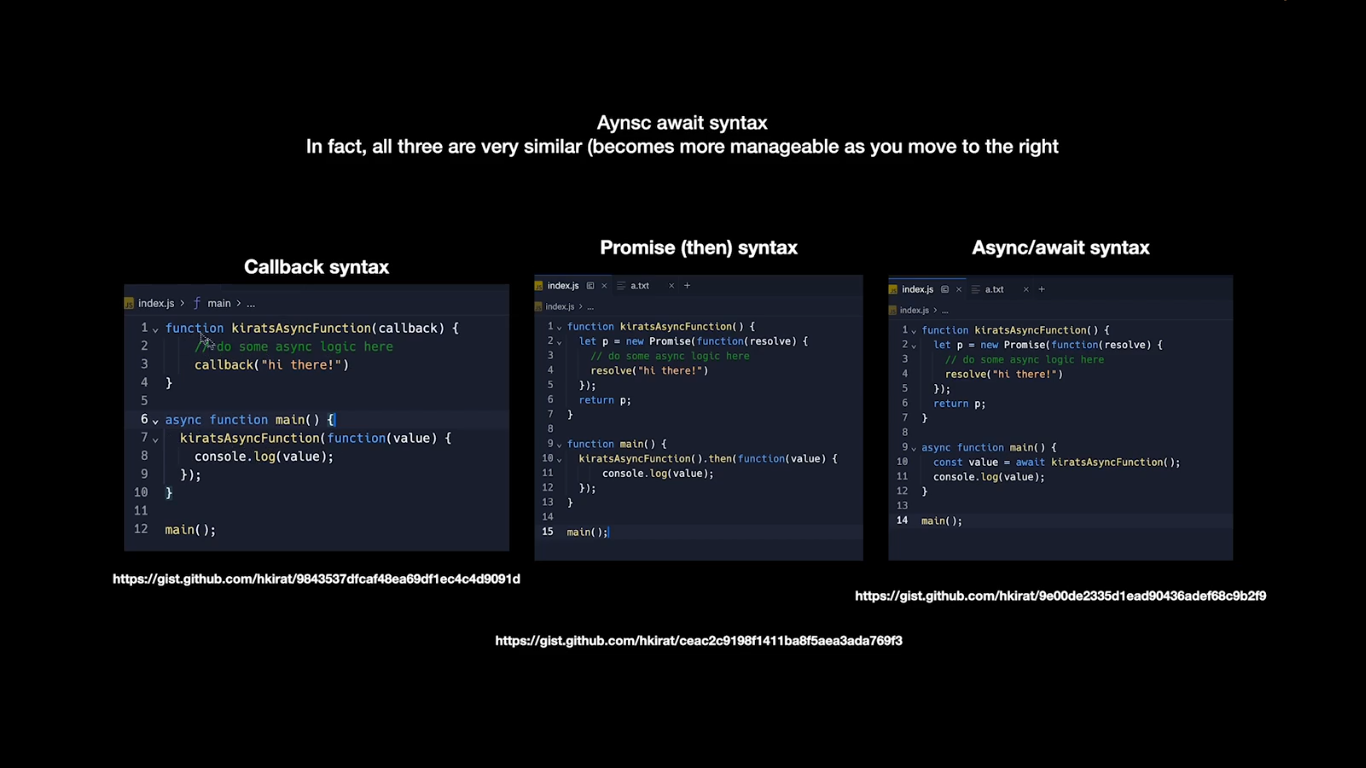 Aynsc await syntax
In fact, all three are very similar (becomes more manageable as you move to the right
Callback syntax
JS index.js > ƒ main > ...
1 function kiratsAsyncFunction(callback) {
2 // do some async logic here
3 callback("hi there!")
4 }
5
6 async function main() {
7 kiratsAsyncFunction(function(value) {
8 console.log(value);
9 });
10 }
11
12 main();
https://gist.github.com/hkirat/9843537dfcaf48ea69df1ec4c4d9091d
Promise (then) syntax
JS index.js × a.txt × +
JS index.js > ...
1 function kiratsAsyncFunction() {
2 let p = new Promise(function(resolve) {
3 // do some async logic here
4 resolve("hi there!")
5 });
6 return p;
7 }
8
9 function main() {
10 kiratsAsyncFunction().then(function(value) {
11 console.log(value);
12 });
13 }
14
15 main();
https://gist.github.com/hkirat/ceac2c9198f1411ba8f5aea3ada769f3
Async/await syntax
JS index.js × a.txt × +
JS index.js > ...
1 function kiratsAsyncFunction() {
2 let p = new Promise(function(resolve) {
3 // do some async logic here
4 resolve("hi there!")
5 });
6 return p;
7 }
8
9 async function main() {
10 const value = await kiratsAsyncFunction();
11 console.log(value);
12 }
13
14 main();
https://gist.github.com/hkirat/9e00de2335d1ead90436adef68c9b2f9